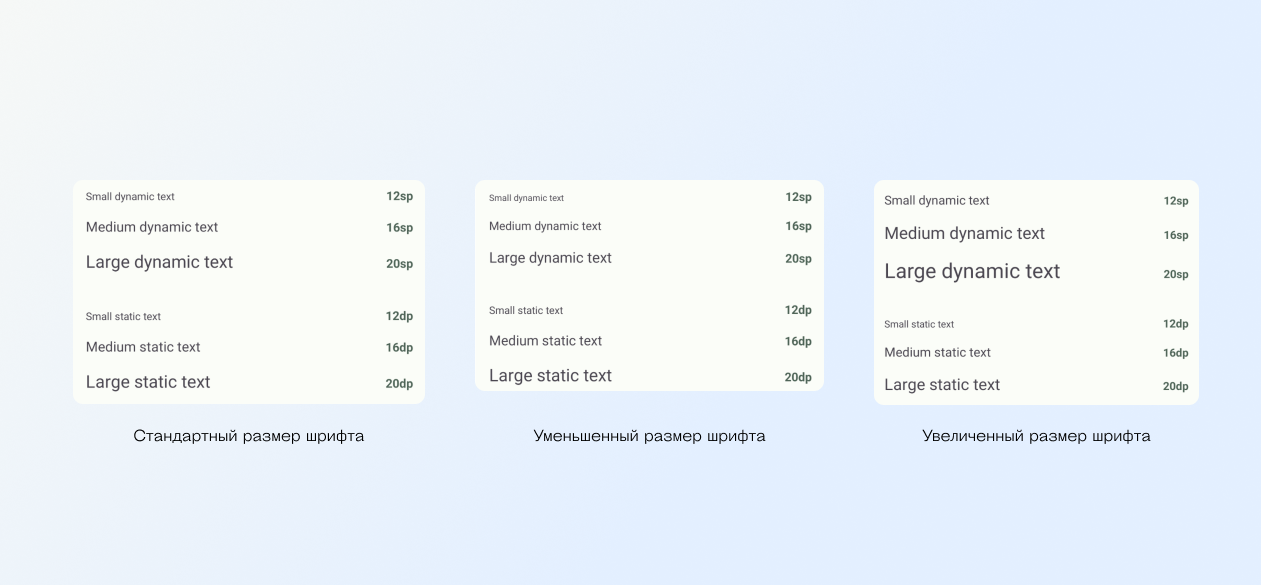 Small dynamic text 12sp
Medium dynamic text 16sp
Large dynamic text 20sp
Small static text 12dp
Medium static text 16dp
Large static text 20dp
Стандартный размер шрифта
Small dynamic text 12sp
Medium dynamic text 16sp
Large dynamic text 20sp
Small static text 12dp
Medium static text 16dp
Large static text 20dp
Уменьшенный размер шрифта
Small dynamic text 12sp
Medium dynamic text 16sp
Large dynamic text 20sp
Small static text 12dp
Medium static text 16dp
Large static text 20dp
Увеличенный размер шрифта